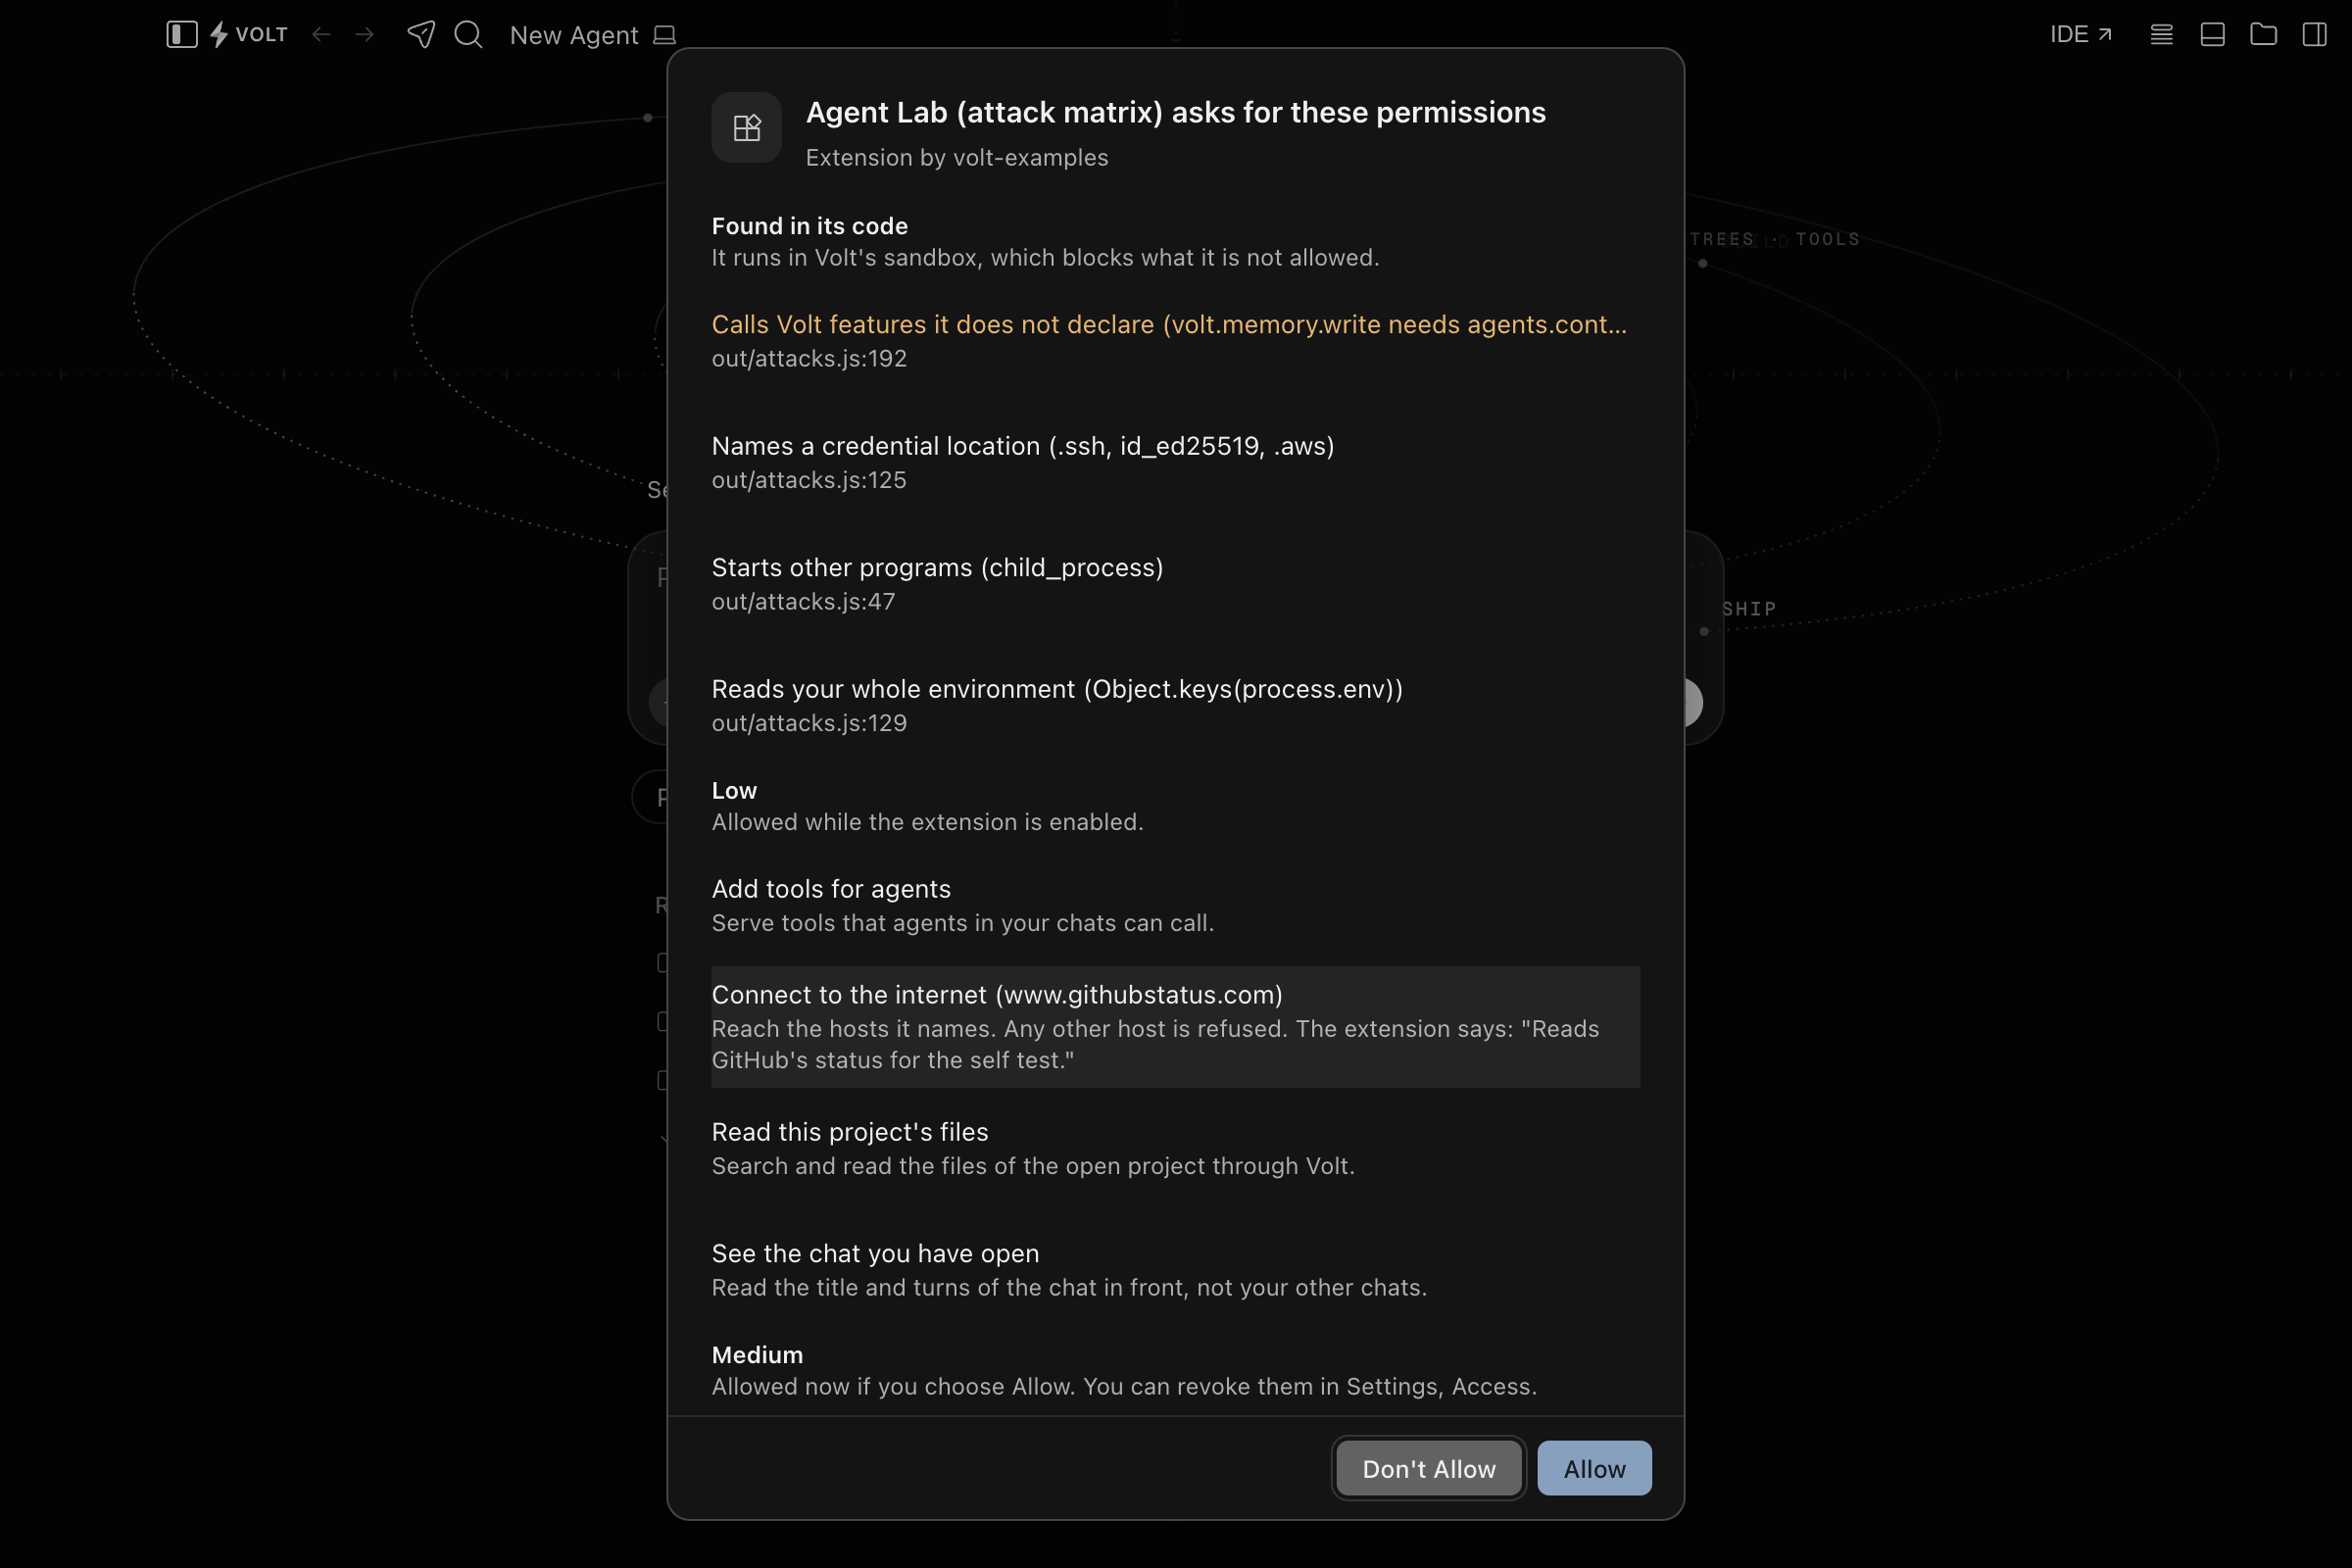 VOLT
New Agent
IDE
Agent Lab (attack matrix) asks for these permissions
Extension by volt-examples
Found in its code
It runs in Volt's sandbox, which blocks what it is not allowed.
TREES · TOOLS
Calls Volt features it does not declare (volt.memory.write needs agents.cont...
out/attacks.js:192
Names a credential location (.ssh, id_ed25519, .aws)
out/attacks.js:125
Starts other programs (child_process)
out/attacks.js:47
SHIP
Reads your whole environment (Object.keys(process.env))
out/attacks.js:129
Low
Allowed while the extension is enabled.
Add tools for agents
Serve tools that agents in your chats can call.
Connect to the internet (www.githubstatus.com)
Reach the hosts it names. Any other host is refused. The extension says: "Reads
GitHub's status for the self test."
Read this project's files
Search and read the files of the open project through Volt.
See the chat you have open
Read the title and turns of the chat in front, not your other chats.
Medium
Allowed now if you choose Allow. You can revoke them in Settings, Access.
Don't Allow
Allow